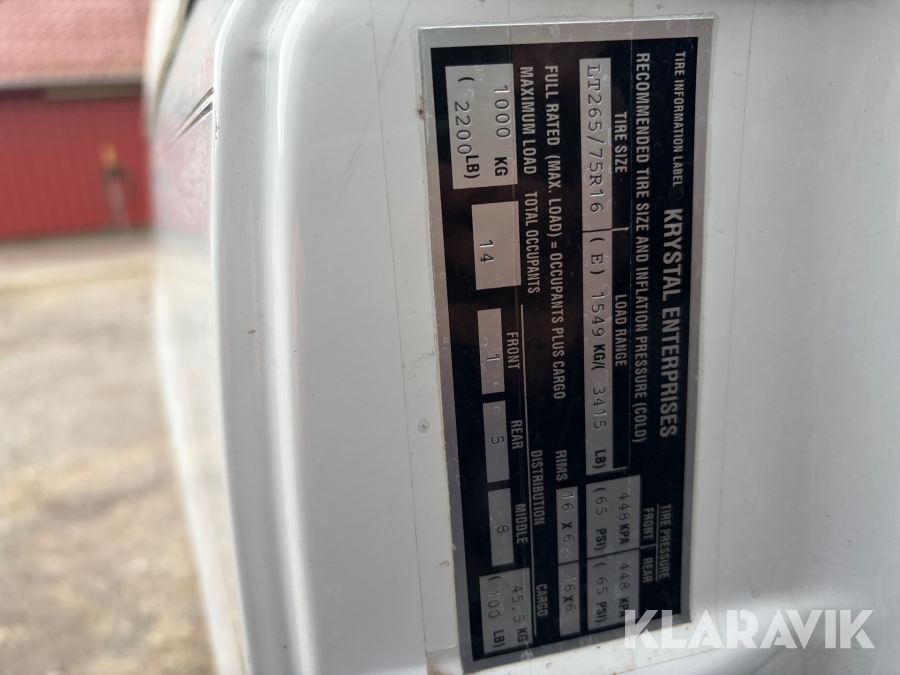 TIRE INFORMATION LABEL KRYSTAL ENTERPRISES TIRE PRESSURE
RECOMMENDED TIRE SIZE AND INFLATION PRESSURE (COLD) FRONT REAR
TIRE SIZE LOAD RANGE
LT265/75R16 (E) 1549 KG/( 3415 LB) 448 KPA 448 KPA
(65 PSI) (65 PSI)
FULL RATED (MAX. LOAD) = OCCUPANTS PLUS CARGO RIMS 16 X 6 16X6
MAXIMUM LOAD TOTAL OCCUPANTS DISTRIBUTION
FRONT REAR MIDDLE CARGO
1000 KG 14 1 5 8 45.5 KG
( 2200 LB) (100 LB)
KLARAVIK